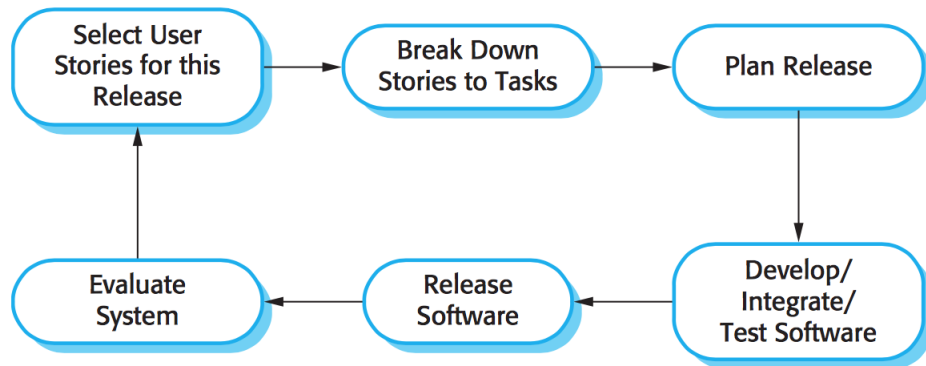 Select User
Stories for this
Release
Break Down
Stories to Tasks
Plan Release
Develop/
Integrate/
Test Software
Release
Software
Evaluate
System